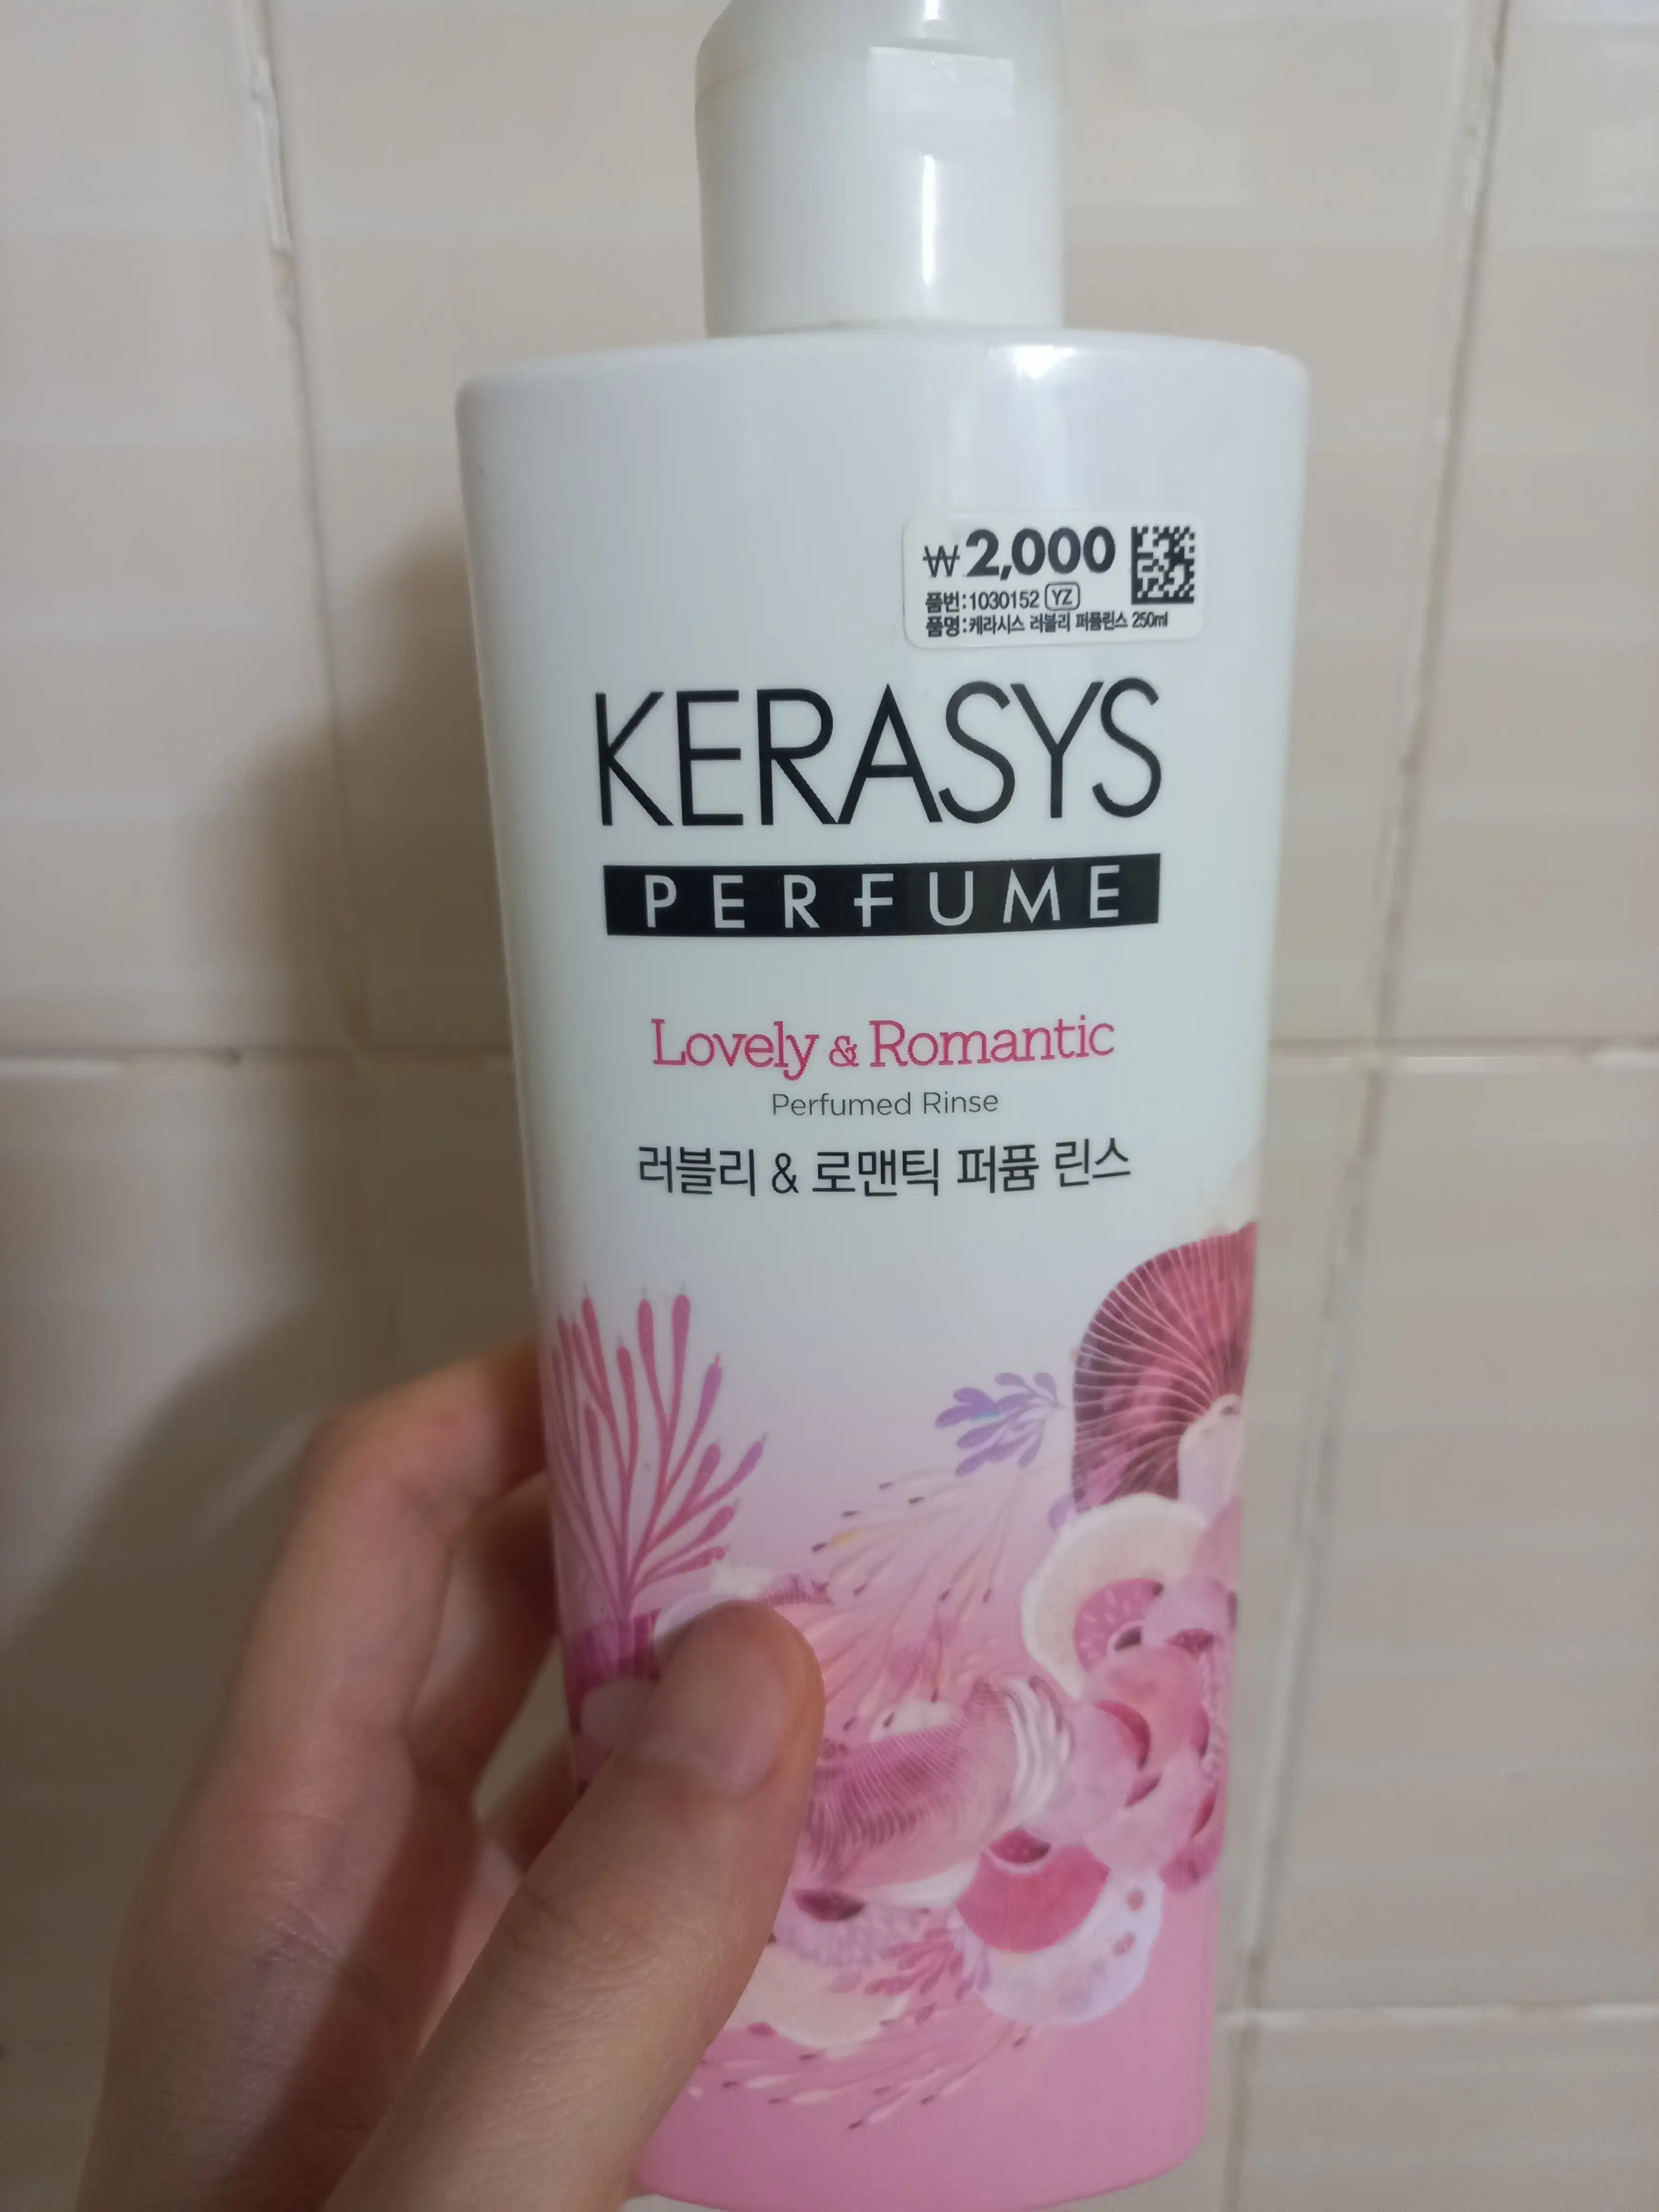 ₩2,000
품번:1030152 YZ
품명:케라시스 러블리 퍼퓸린스 250ml
KERASYS
PERFUME
Lovely & Romantic
Perfumed Rinse
러블리 & 로맨틱 퍼퓸 린스